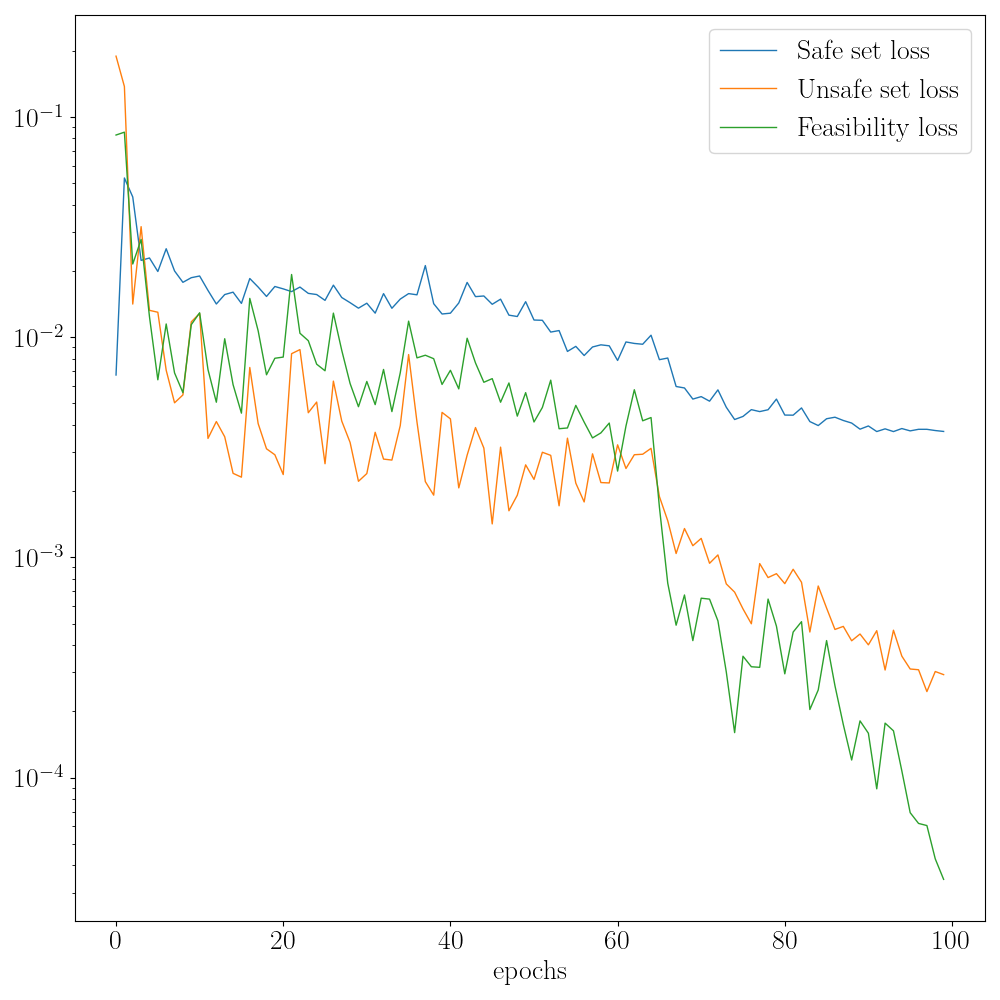 Safe set loss
Unsafe set loss
Feasibility loss
10⁻¹
10⁻²
10⁻³
10⁻⁴
0 20 40 60 80 100
epochs